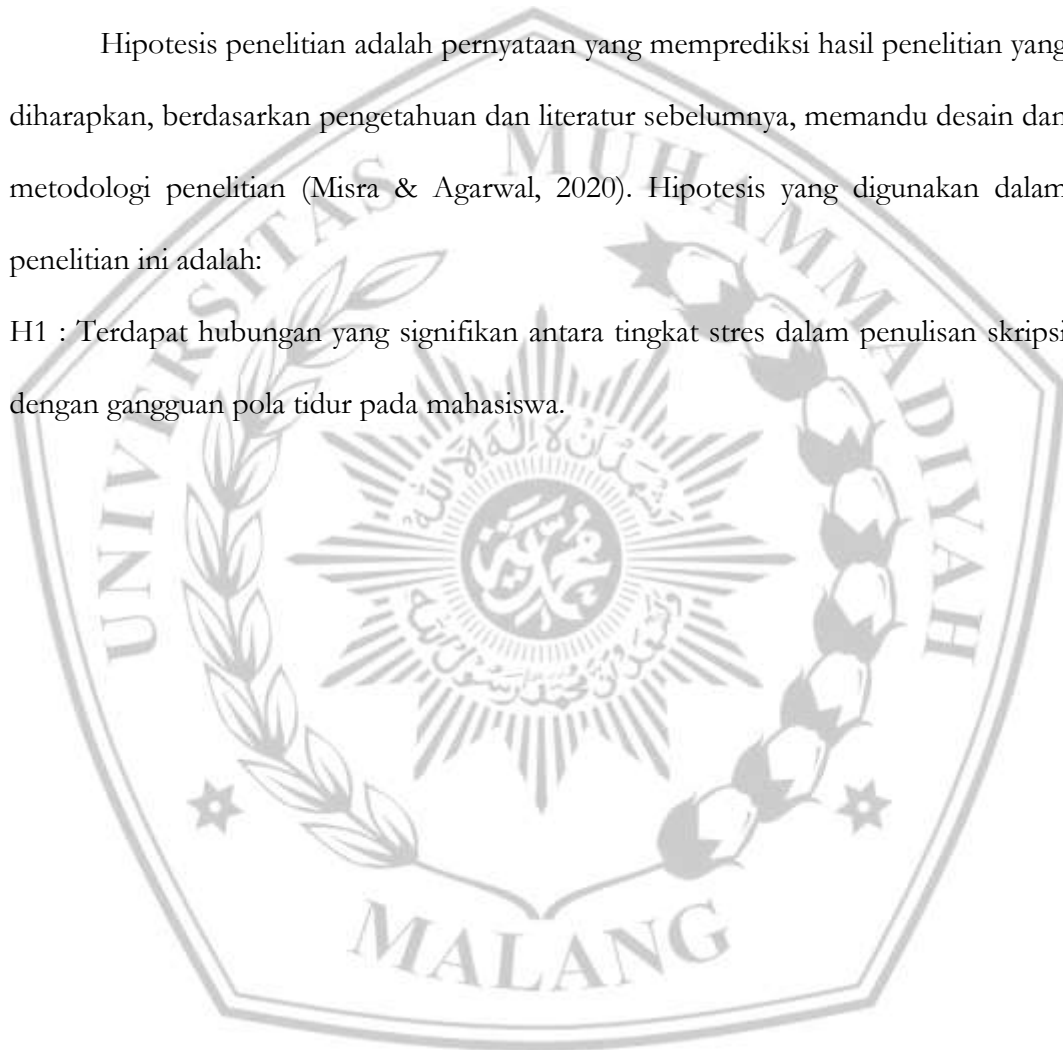 Hipotesis penelitian adalah pernyataan yang memprediksi hasil penelitian yang
diharapkan, berdasarkan pengetahuan dan literatur sebelumnya, memandu desain dan
metodologi penelitian (Misra & Agarwal, 2020). Hipotesis yang digunakan dalam
penelitian ini adalah:
H1 : Terdapat hubungan yang signifikan antara tingkat stres dalam penulisan skripsi
dengan gangguan pola tidur pada mahasiswa.
UNIVERSITAS MUHAMMADIYAH
MALANG